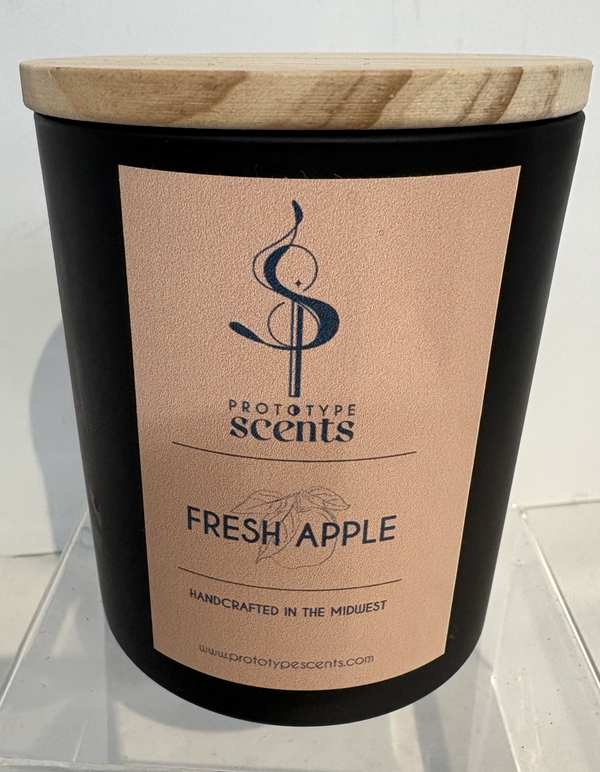 PROTOTYPE
scents
FRESH APPLE
HANDCRAFTED IN THE MIDWEST
www.prototypescents.com